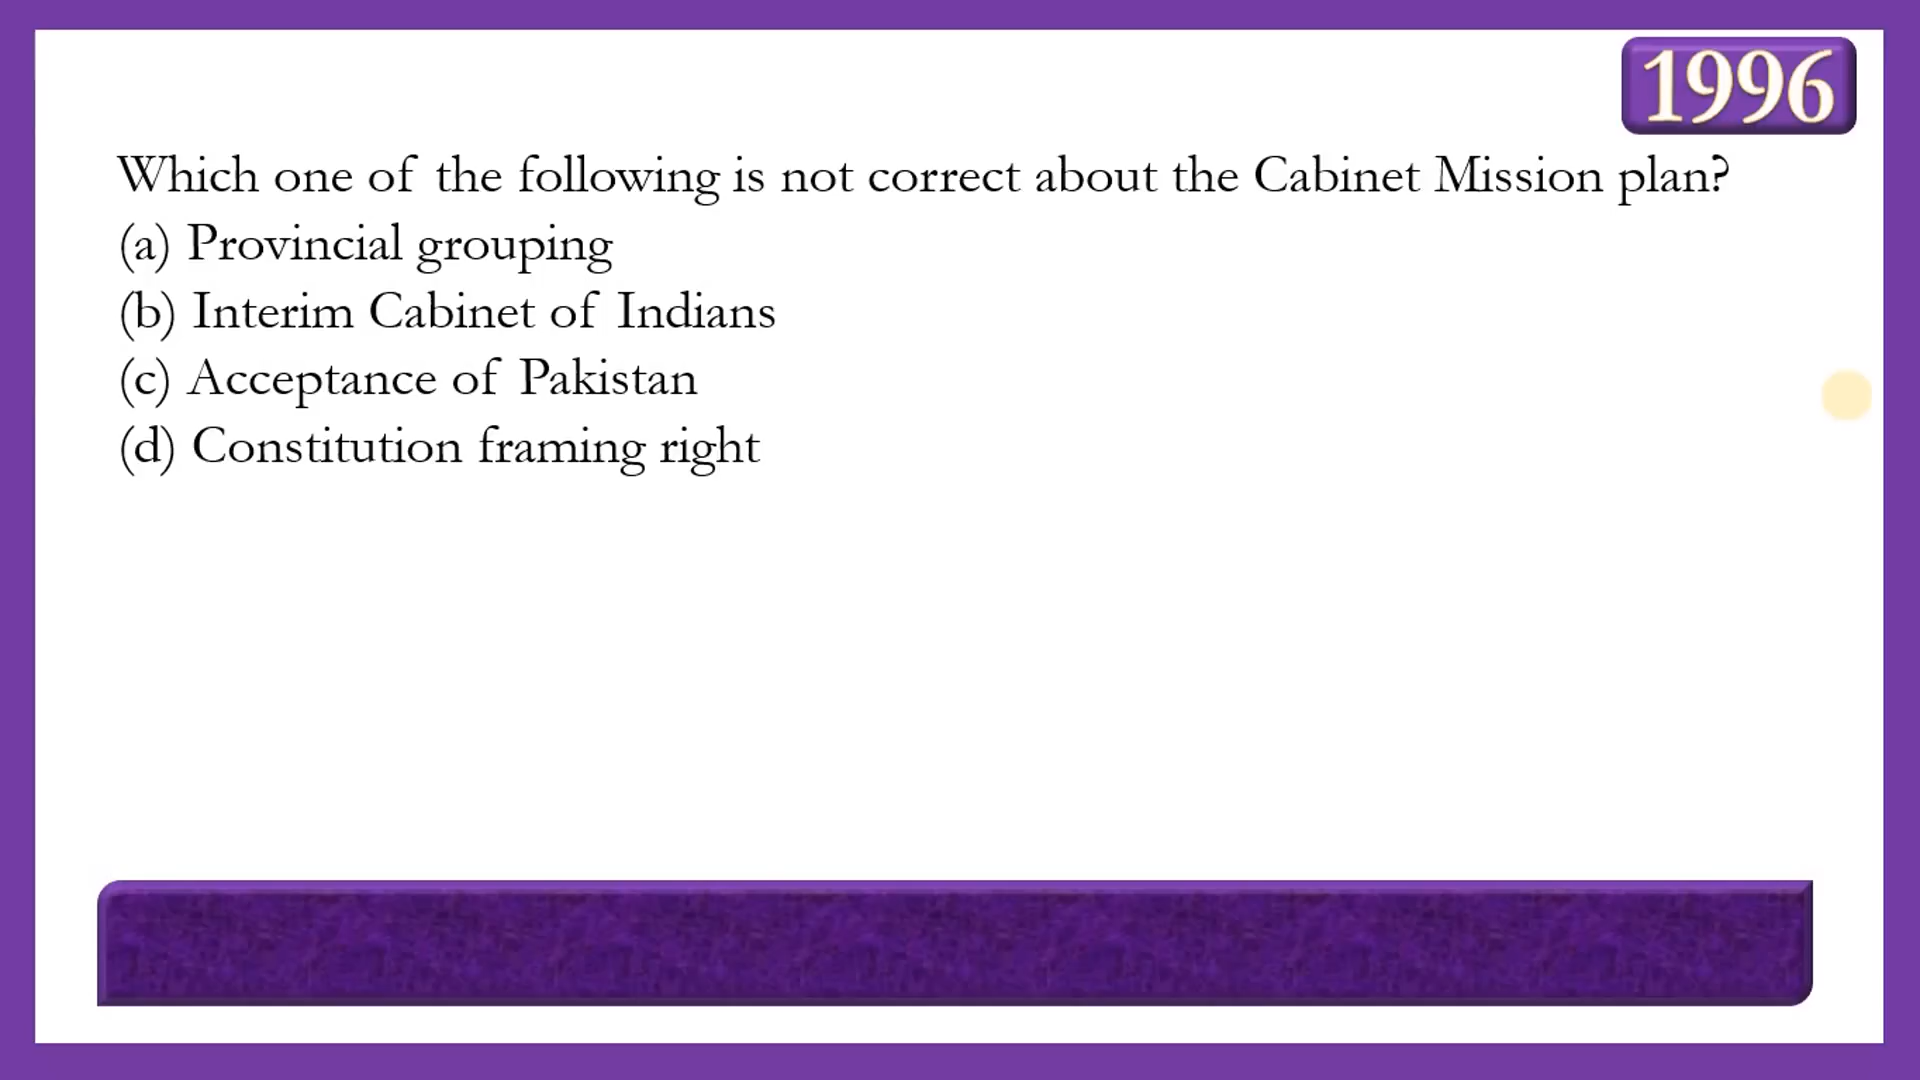 1996
Which one of the following is not correct about the Cabinet Mission plan?
(a) Provincial grouping
(b) Interim Cabinet of Indians
(c) Acceptance of Pakistan
(d) Constitution framing right